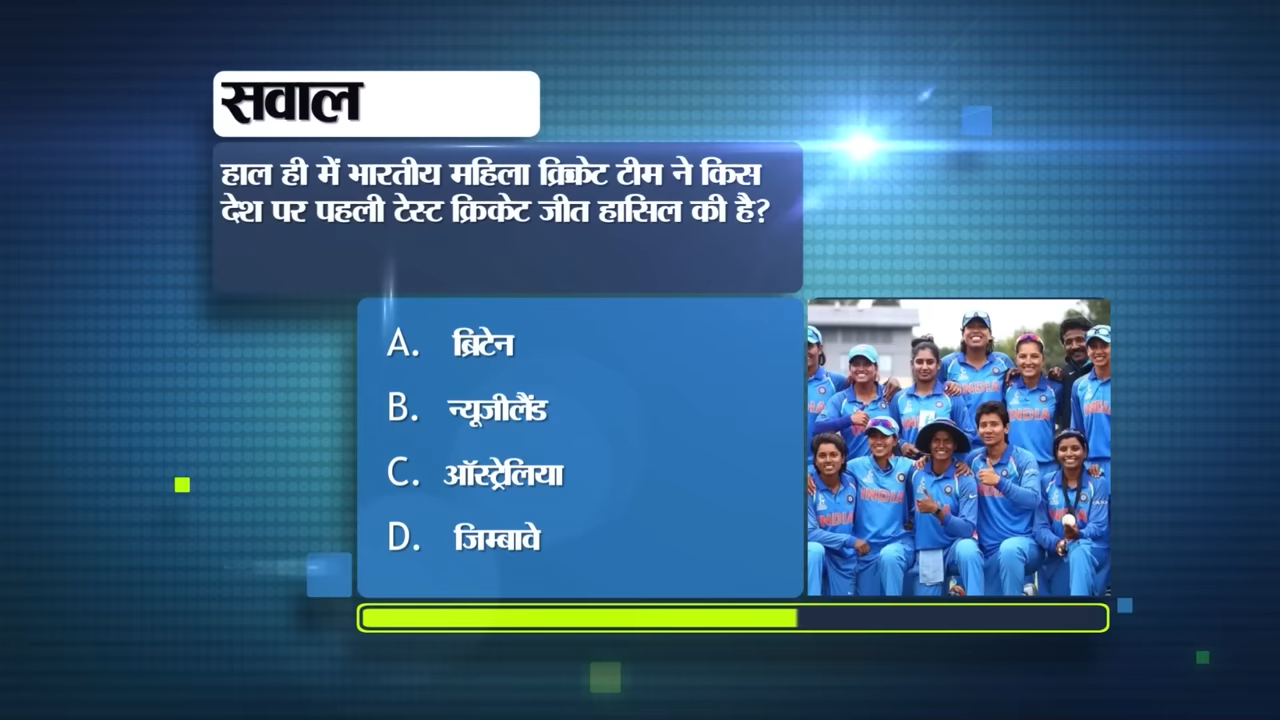 सवाल
हाल ही में भारतीय महिला क्रिकेट टीम ने किस
देश पर पहली टेस्ट क्रिकेट जीत हासिल की है?
A. ब्रिटेन
B. न्यूजीलैंड
C. ऑस्ट्रेलिया
D. जिम्बावे
INDIA
INDIA
INDIA
INDIA